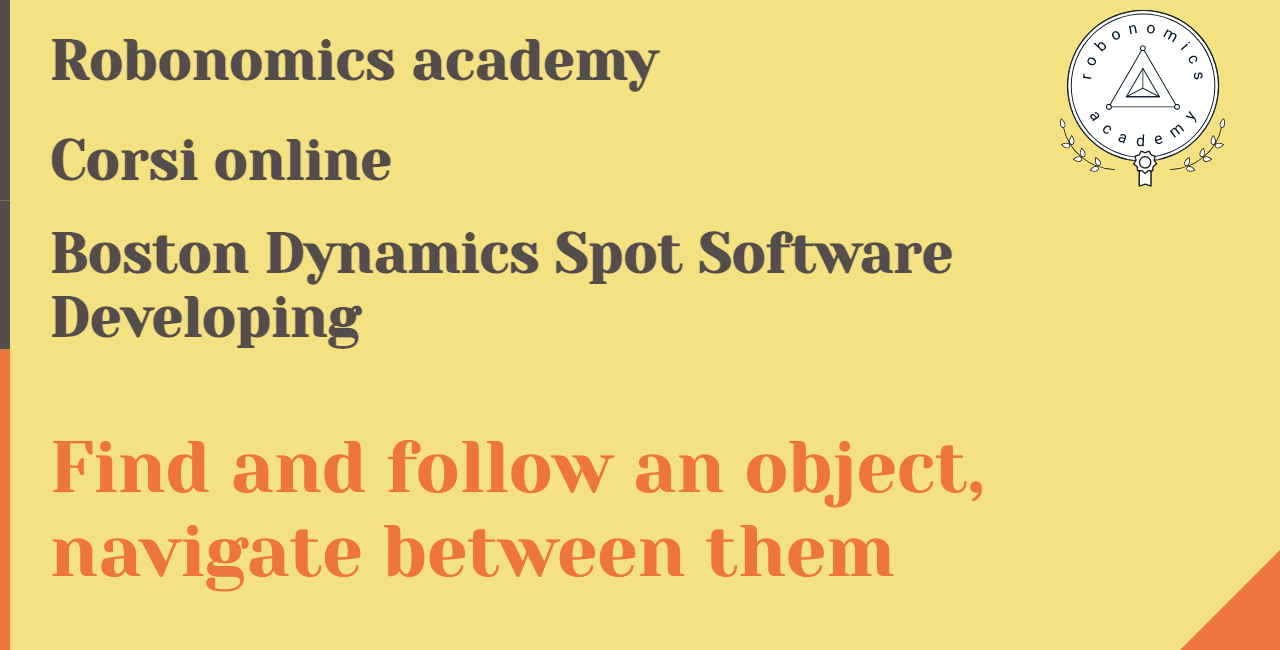 Robonomics academy
robonomics
academy
Corsi online
Boston Dynamics Spot Software
Developing
Find and follow an object,
navigate between them